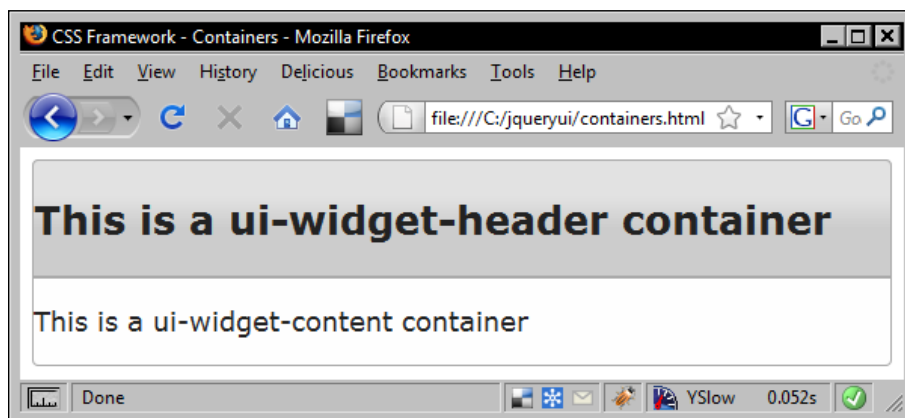 CSS Framework - Containers - Mozilla Firefox
File Edit View History Delicious Bookmarks Tools Help
file:///C:/jqueryui/containers.html G Go
This is a ui-widget-header container
This is a ui-widget-content container
Done YSlow 0.052s